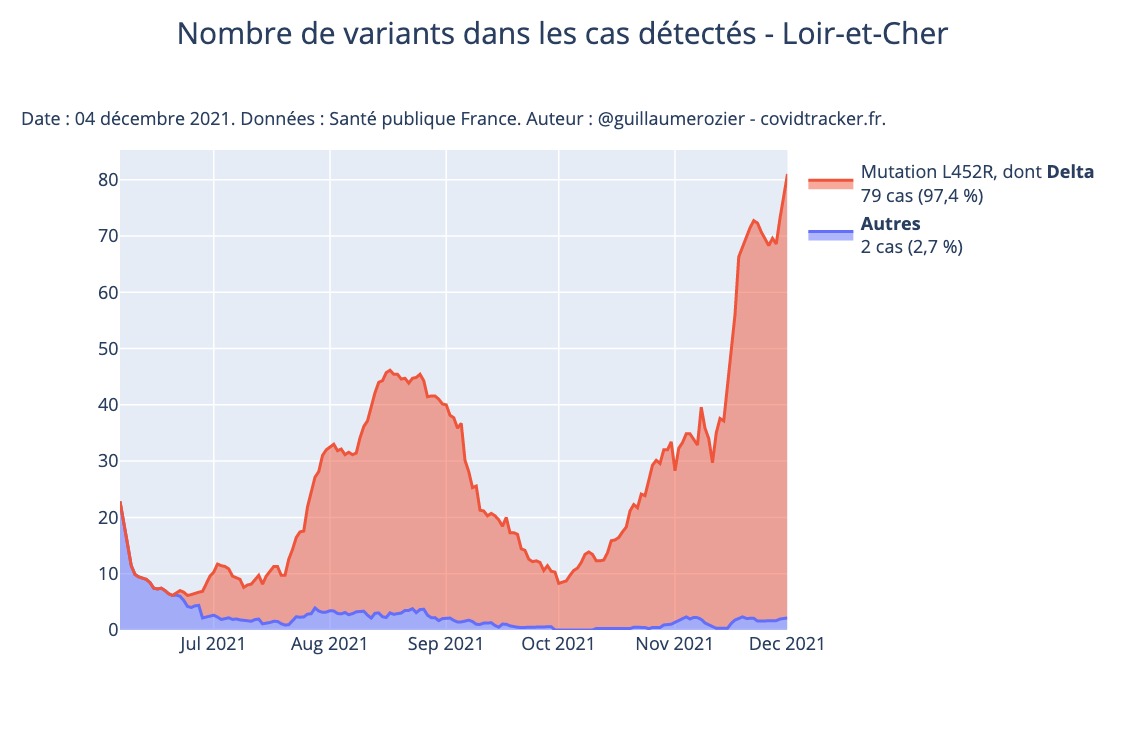 Nombre de variants dans les cas détectés - Loir-et-Cher
Date : 04 décembre 2021. Données : Santé publique France. Auteur : @guillaumerozier - covidtracker.fr.
Mutation L452R, dont Delta
79 cas (97,4 %)
Autres
2 cas (2,7 %)
80
70
60
50
40
30
20
10
0
Jul 2021 Aug 2021 Sep 2021 Oct 2021 Nov 2021 Dec 2021